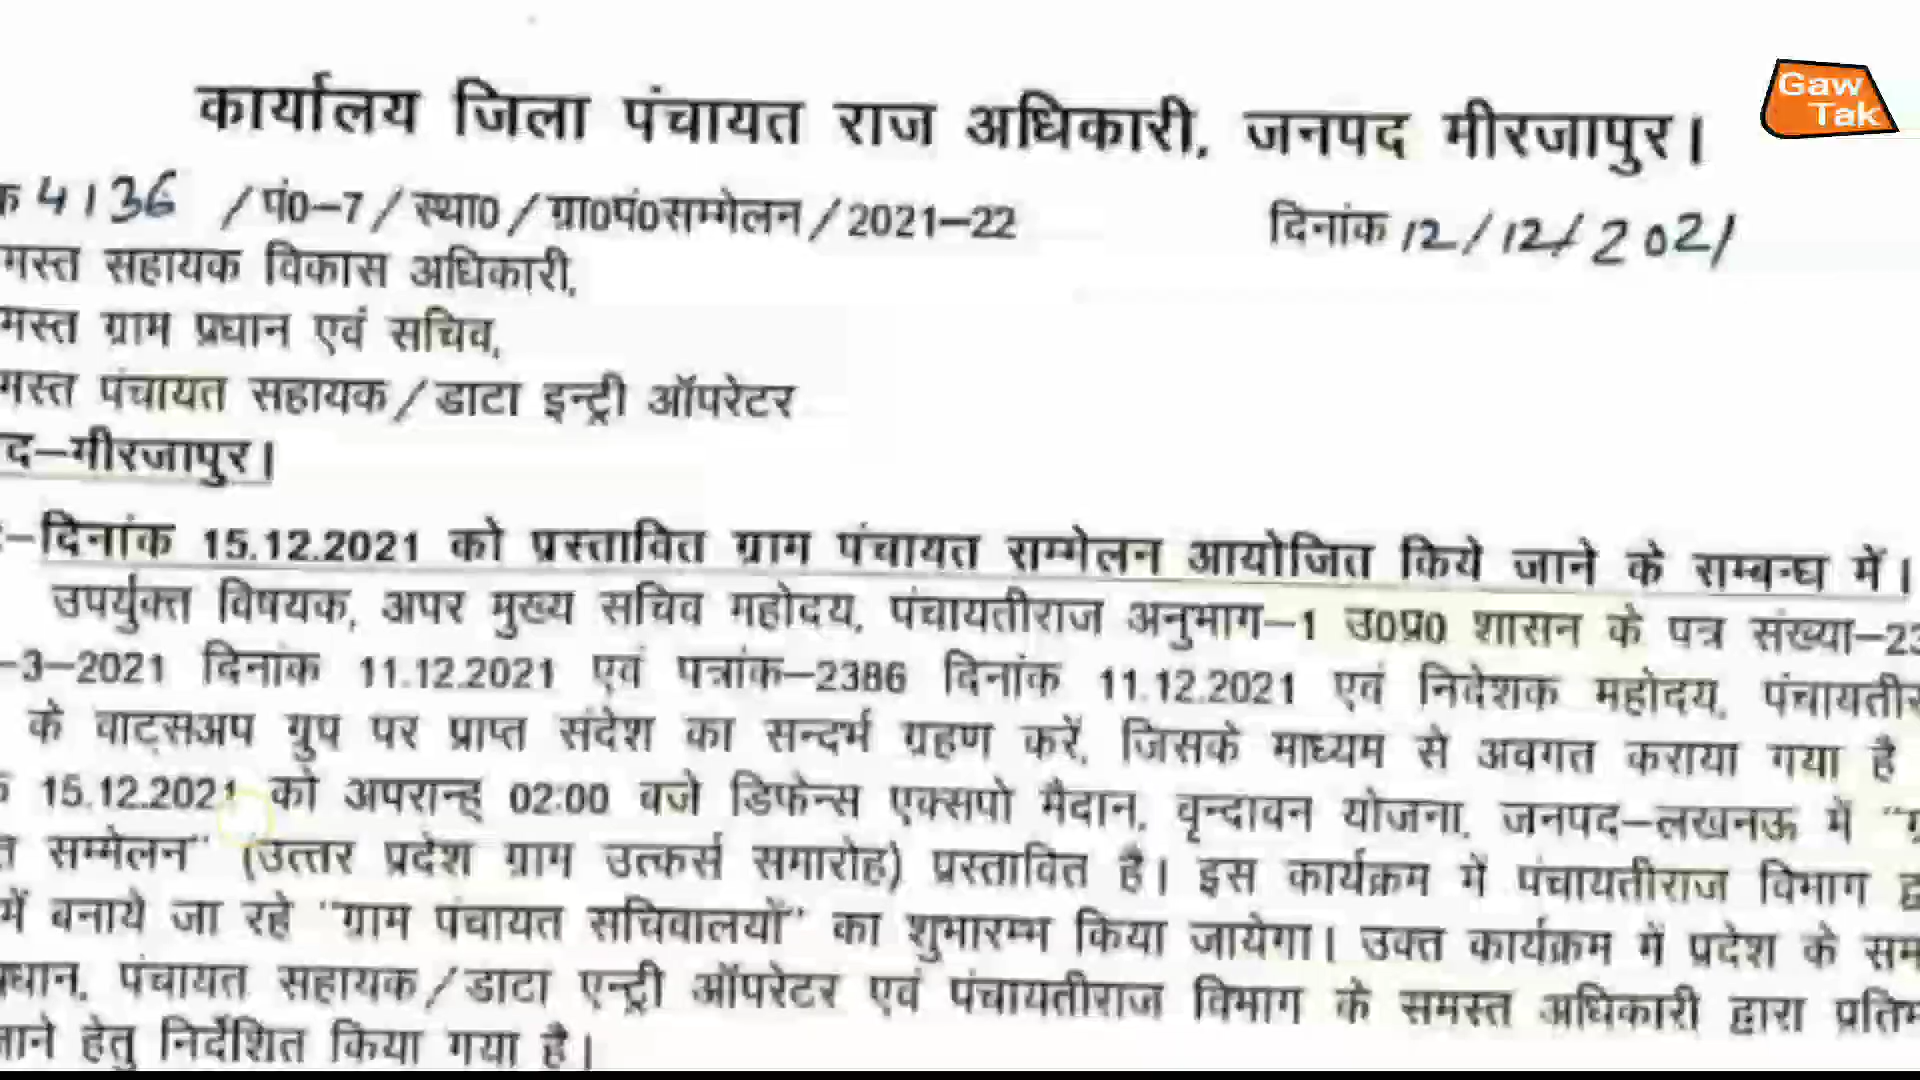 Gaw
Tak
कार्यालय जिला पंचायत राज अधिकारी, जनपद मीरजापुर।
क 4136 /पं0-7/स्था0/ग्रा0पं0सम्मेलन/2021-22 दिनांक 12/12/2021
मस्त सहायक विकास अधिकारी,
मस्त ग्राम प्रधान एवं सचिव,
मस्त पंचायत सहायक/डाटा इन्ट्री ऑपरेटर
द-मीरजापुर।
:-दिनांक 15.12.2021 को प्रस्तावित ग्राम पंचायत सम्मेलन आयोजित किये जाने के सम्बन्ध में।
उपर्युक्त विषयक, अपर मुख्य सचिव महोदय, पंचायतीराज अनुभाग-1 उ0प्र0 शासन के पत्र संख्या-23
-3-2021 दिनांक 11.12.2021 एवं पत्रांक-2386 दिनांक 11.12.2021 एवं निदेशक महोदय, पंचायतीर
के वाट्सअप ग्रुप पर प्राप्त संदेश का सन्दर्भ ग्रहण करें, जिसके माध्यम से अवगत कराया गया है
क 15.12.2021 को अपरान्ह् 02:00 बजे डिफेन्स एक्सपो मैदान, वृन्दावन योजना, जनपद-लखनऊ में "ग्र
त सम्मेलन" (उत्तर प्रदेश ग्राम उत्कर्स समारोह) प्रस्तावित है। इस कार्यक्रम में पंचायतीराज विभाग द्व
में बनाये जा रहे "ग्राम पंचायत सचिवालयों" का शुभारम्भ किया जायेगा। उक्त कार्यक्रम में प्रदेश के सम
प्रधान, पंचायत सहायक/डाटा एन्ट्री ऑपरेटर एवं पंचायतीराज विभाग के समस्त अधिकारी द्वारा प्रतिभ
जाने हेतु निर्देशित किया गया है।